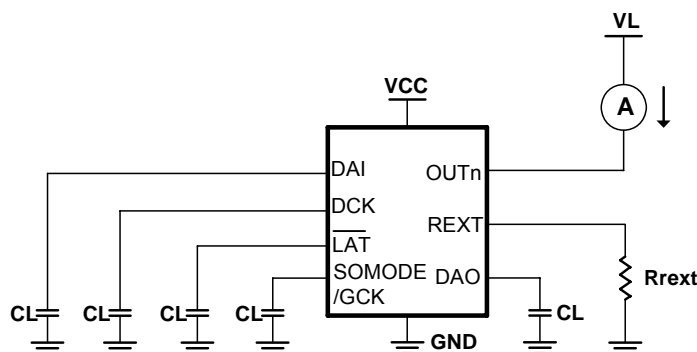 VL
VCC
A
DAI
OUTn
DCK
REXT
LAT
SOMODE
/GCK
DAO
Rrext
CL
CL
CL
CL
CL
GND